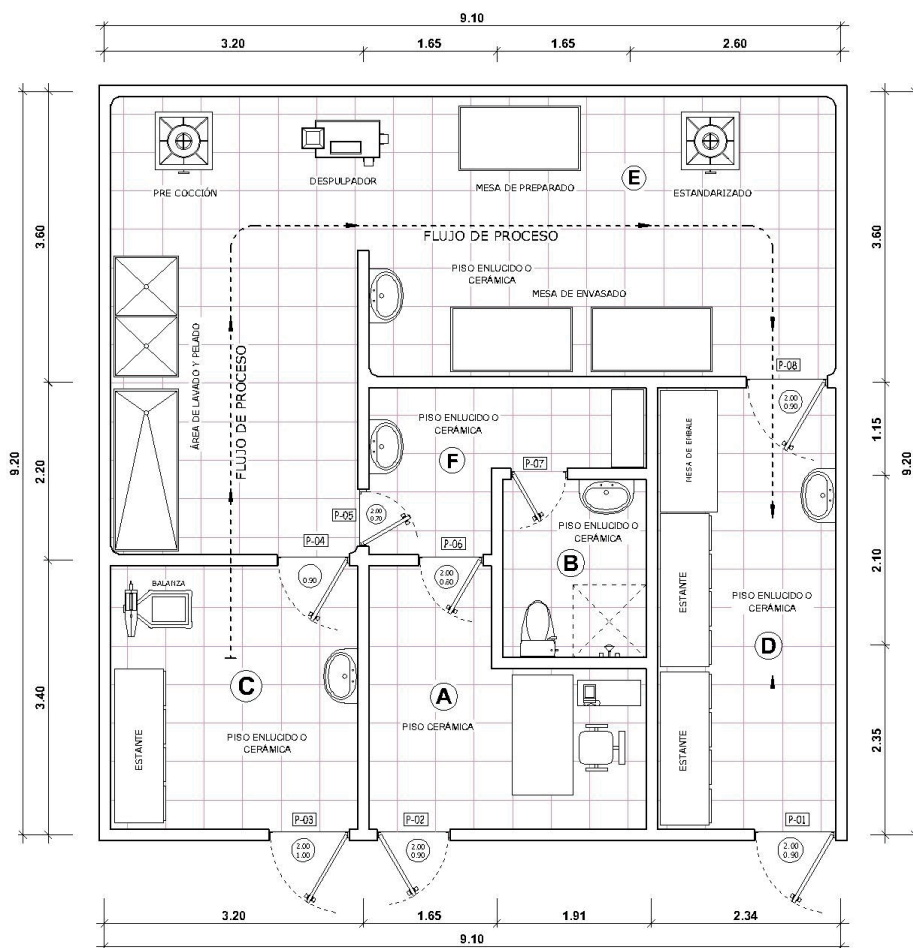 9.10
3.20
1.65
1.65
2.60
PRE COCCIÓN
DESPULPADOR
MESA DE PREPARADO
E
ESTANDARIZADO
3.60
3.60
FLUJO DE PROCESO
PISO ENLUCIDO O
CERÁMICA
MESA DE ENVASADO
ÁREA DE LAVADO Y PELADO
FLUJO DE PROCESO
P-08
2.00
0.90
9.20
2.20
1.15
9.20
PISO ENLUCIDO O
CERÁMICA
F
MESA DE EMBALE
P-07
P-05
2.00
0.70
PISO ENLUCIDO O
CERÁMICA
B
P-04
0.90
P-06
2.00
0.80
2.10
BALANZA
ESTANTE
PISO ENLUCIDO O
CERÁMICA
D
C
A
PISO CERÁMICA
3.40
2.35
ESTANTE
PISO ENLUCIDO O
CERÁMICA
ESTANTE
P-03
2.00
1.00
P-02
2.00
0.90
P-01
2.00
0.90
3.20
1.65
1.91
2.34
9.10